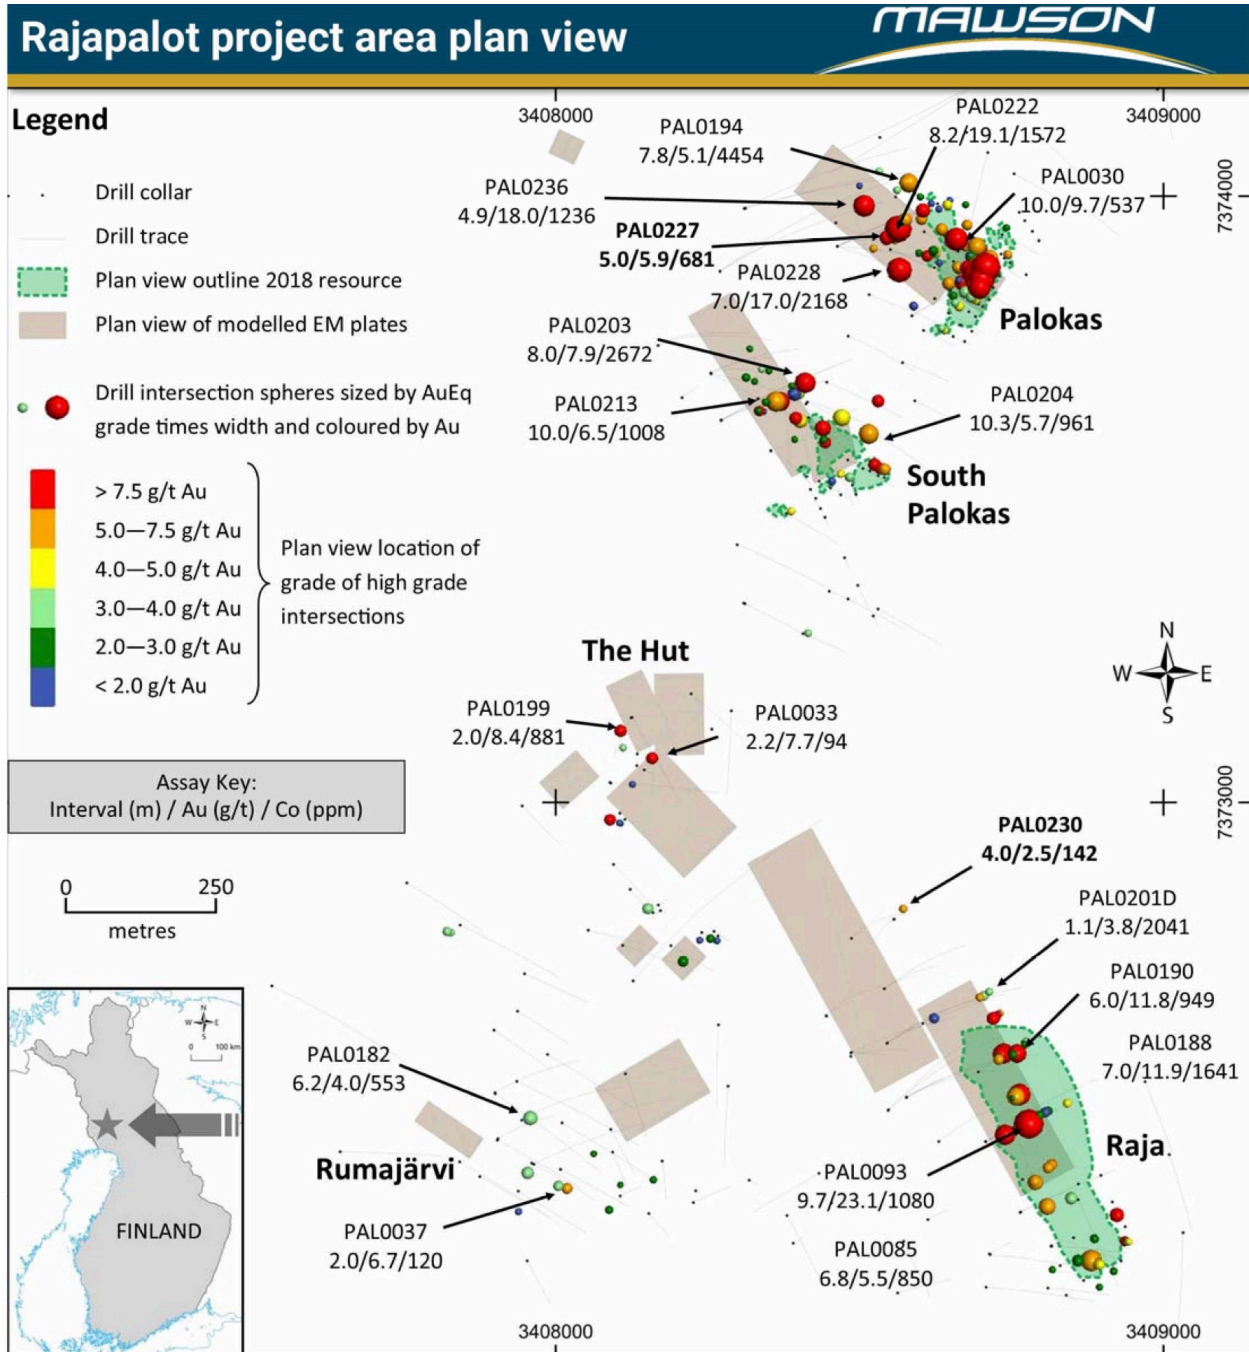 Rajapalot project area plan view
MAWSON
Legend
Drill collar
Drill trace
Plan view outline 2018 resource
Plan view of modelled EM plates
Drill intersection spheres sized by AuEq
grade times width and coloured by Au
> 7.5 g/t Au
5.0—7.5 g/t Au
4.0—5.0 g/t Au
3.0—4.0 g/t Au
2.0—3.0 g/t Au
< 2.0 g/t Au
Plan view location of
grade of high grade
intersections
Assay Key:
Interval (m) / Au (g/t) / Co (ppm)
0 250
metres
3408000
3409000
7374000
PAL0194
7.8/5.1/4454
PAL0222
8.2/19.1/1572
PAL0236
4.9/18.0/1236
PAL0030
10.0/9.7/537
PAL0227
5.0/5.9/681
PAL0228
7.0/17.0/2168
Palokas
PAL0203
8.0/7.9/2672
PAL0213
10.0/6.5/1008
PAL0204
10.3/5.7/961
South
Palokas
The Hut
N
W E
S
PAL0199
2.0/8.4/881
PAL0033
2.2/7.7/94
7373000
PAL0230
4.0/2.5/142
PAL0201D
1.1/3.8/2041
PAL0190
6.0/11.8/949
PAL0188
7.0/11.9/1641
Raja
PAL0182
6.2/4.0/553
Rumajärvi
PAL0037
2.0/6.7/120
PAL0093
9.7/23.1/1080
PAL0085
6.8/5.5/850
3408000
3409000
N
W E
S
0 100 km
FINLAND